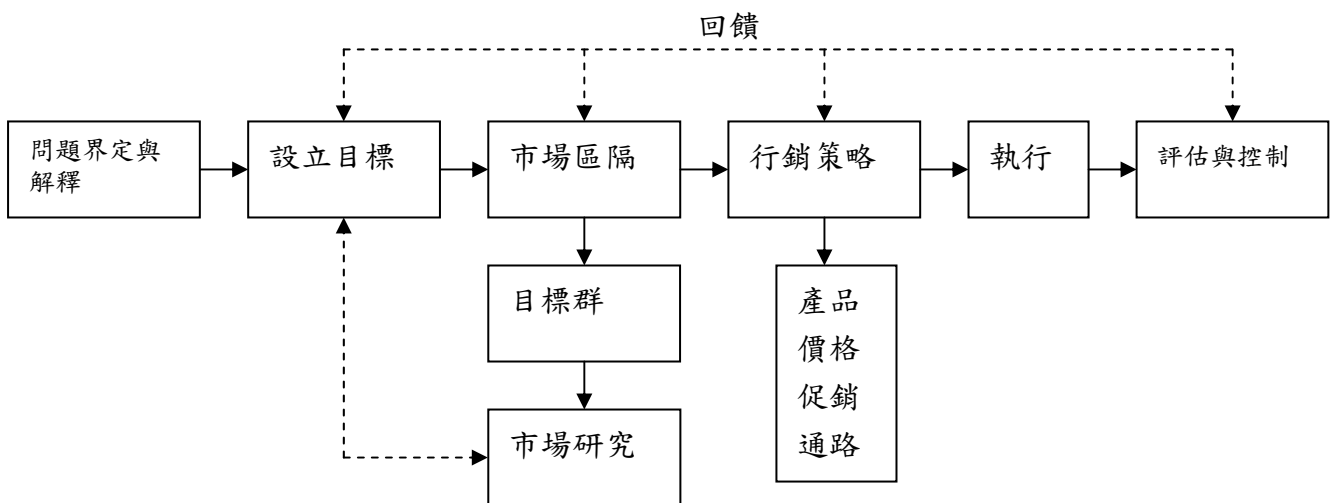 回饋
問題界定與
解釋
設立目標
市場區隔
行銷策略
執行
評估與控制
目標群
產品
價格
促銷
通路
市場研究